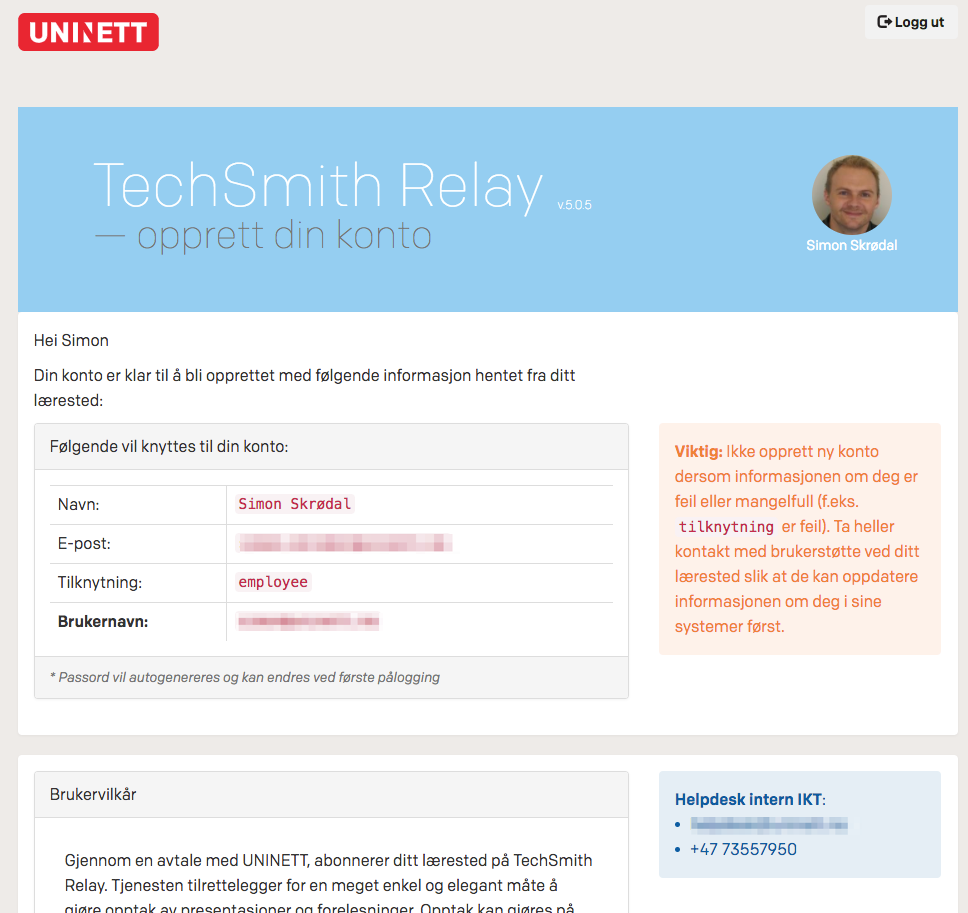 UNINETT
Logg ut
TechSmith Relay v.5.0.5
— opprett din konto
Simon Skrødal
Hei Simon
Din konto er klar til å bli opprettet med følgende informasjon hentet fra ditt
lærested:
Følgende vil knyttes til din konto:
Navn: Simon Skrødal
E-post:
Tilknytning: employee
Brukernavn:
* Passord vil autogenereres og kan endres ved første pålogging
Viktig: Ikke opprett ny konto
dersom informasjonen om deg er
feil eller mangelfull (f.eks.
tilknytning er feil). Ta heller
kontakt med brukerstøtte ved ditt
lærested slik at de kan oppdatere
informasjonen om deg i sine
systemer først.
Brukervilkår
Gjennom en avtale med UNINETT, abonnerer ditt lærested på TechSmith
Relay. Tjenesten tilrettelegger for en meget enkel og elegant måte å
gjøre opptak av presentasjoner og forelesninger. Opptak kan gjøres på
Helpdesk intern IKT:
+47 73557950